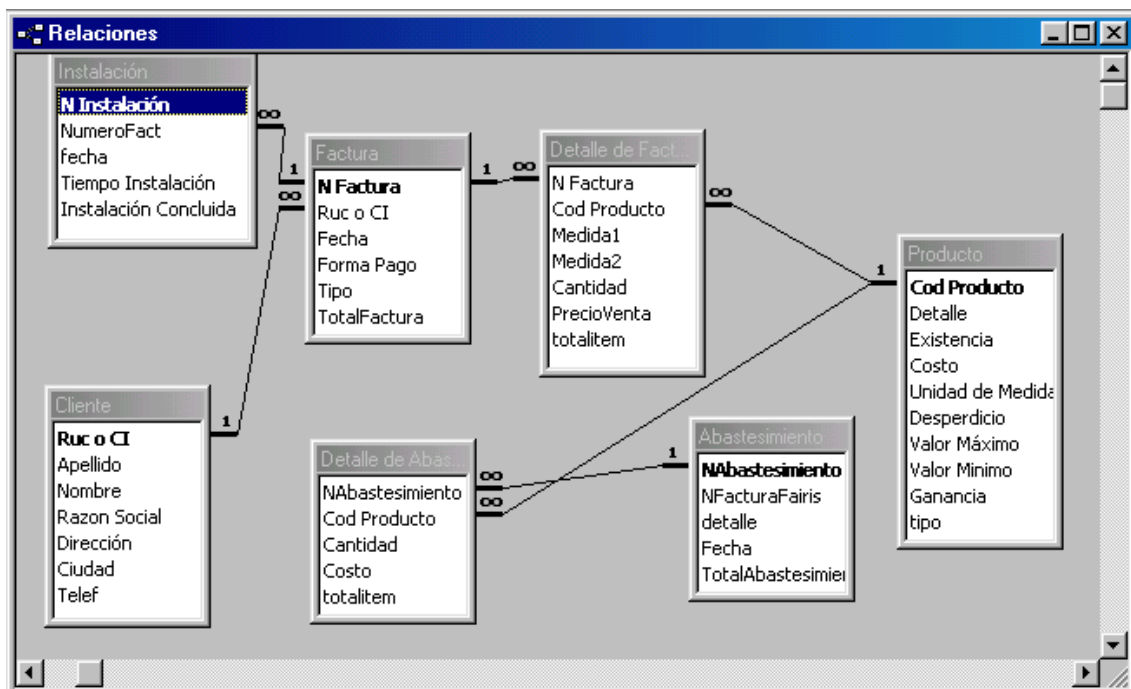 Relaciones
Instalación
N Instalación
NumeroFact
fecha
Tiempo Instalación
Instalación Concluida
∞
1
∞
Factura
N Factura
Ruc o CI
Fecha
Forma Pago
Tipo
TotalFactura
1
∞
Detalle de Fact...
N Factura
Cod Producto
Medida1
Medida2
Cantidad
PrecioVenta
totalitem
∞
1
Producto
Cod Producto
Detalle
Existencia
Costo
Unidad de Medida
Desperdicio
Valor Máximo
Valor Minimo
Ganancia
tipo
Cliente
Ruc o CI
Apellido
Nombre
Razon Social
Dirección
Ciudad
Telef
1
Detalle de Abas...
NAbastesimiento
Cod Producto
Cantidad
Costo
totalitem
∞
∞
1
Abastesimiento
NAbastesimiento
NFacturaFairis
detalle
Fecha
TotalAbastesimie